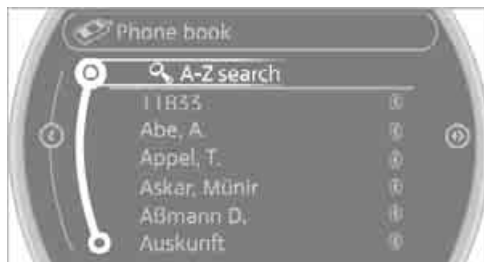 Phone book
A-Z search
11833
Abe, A.
Appel, T.
Askar, Münir
Aßmann D.
Auskunft